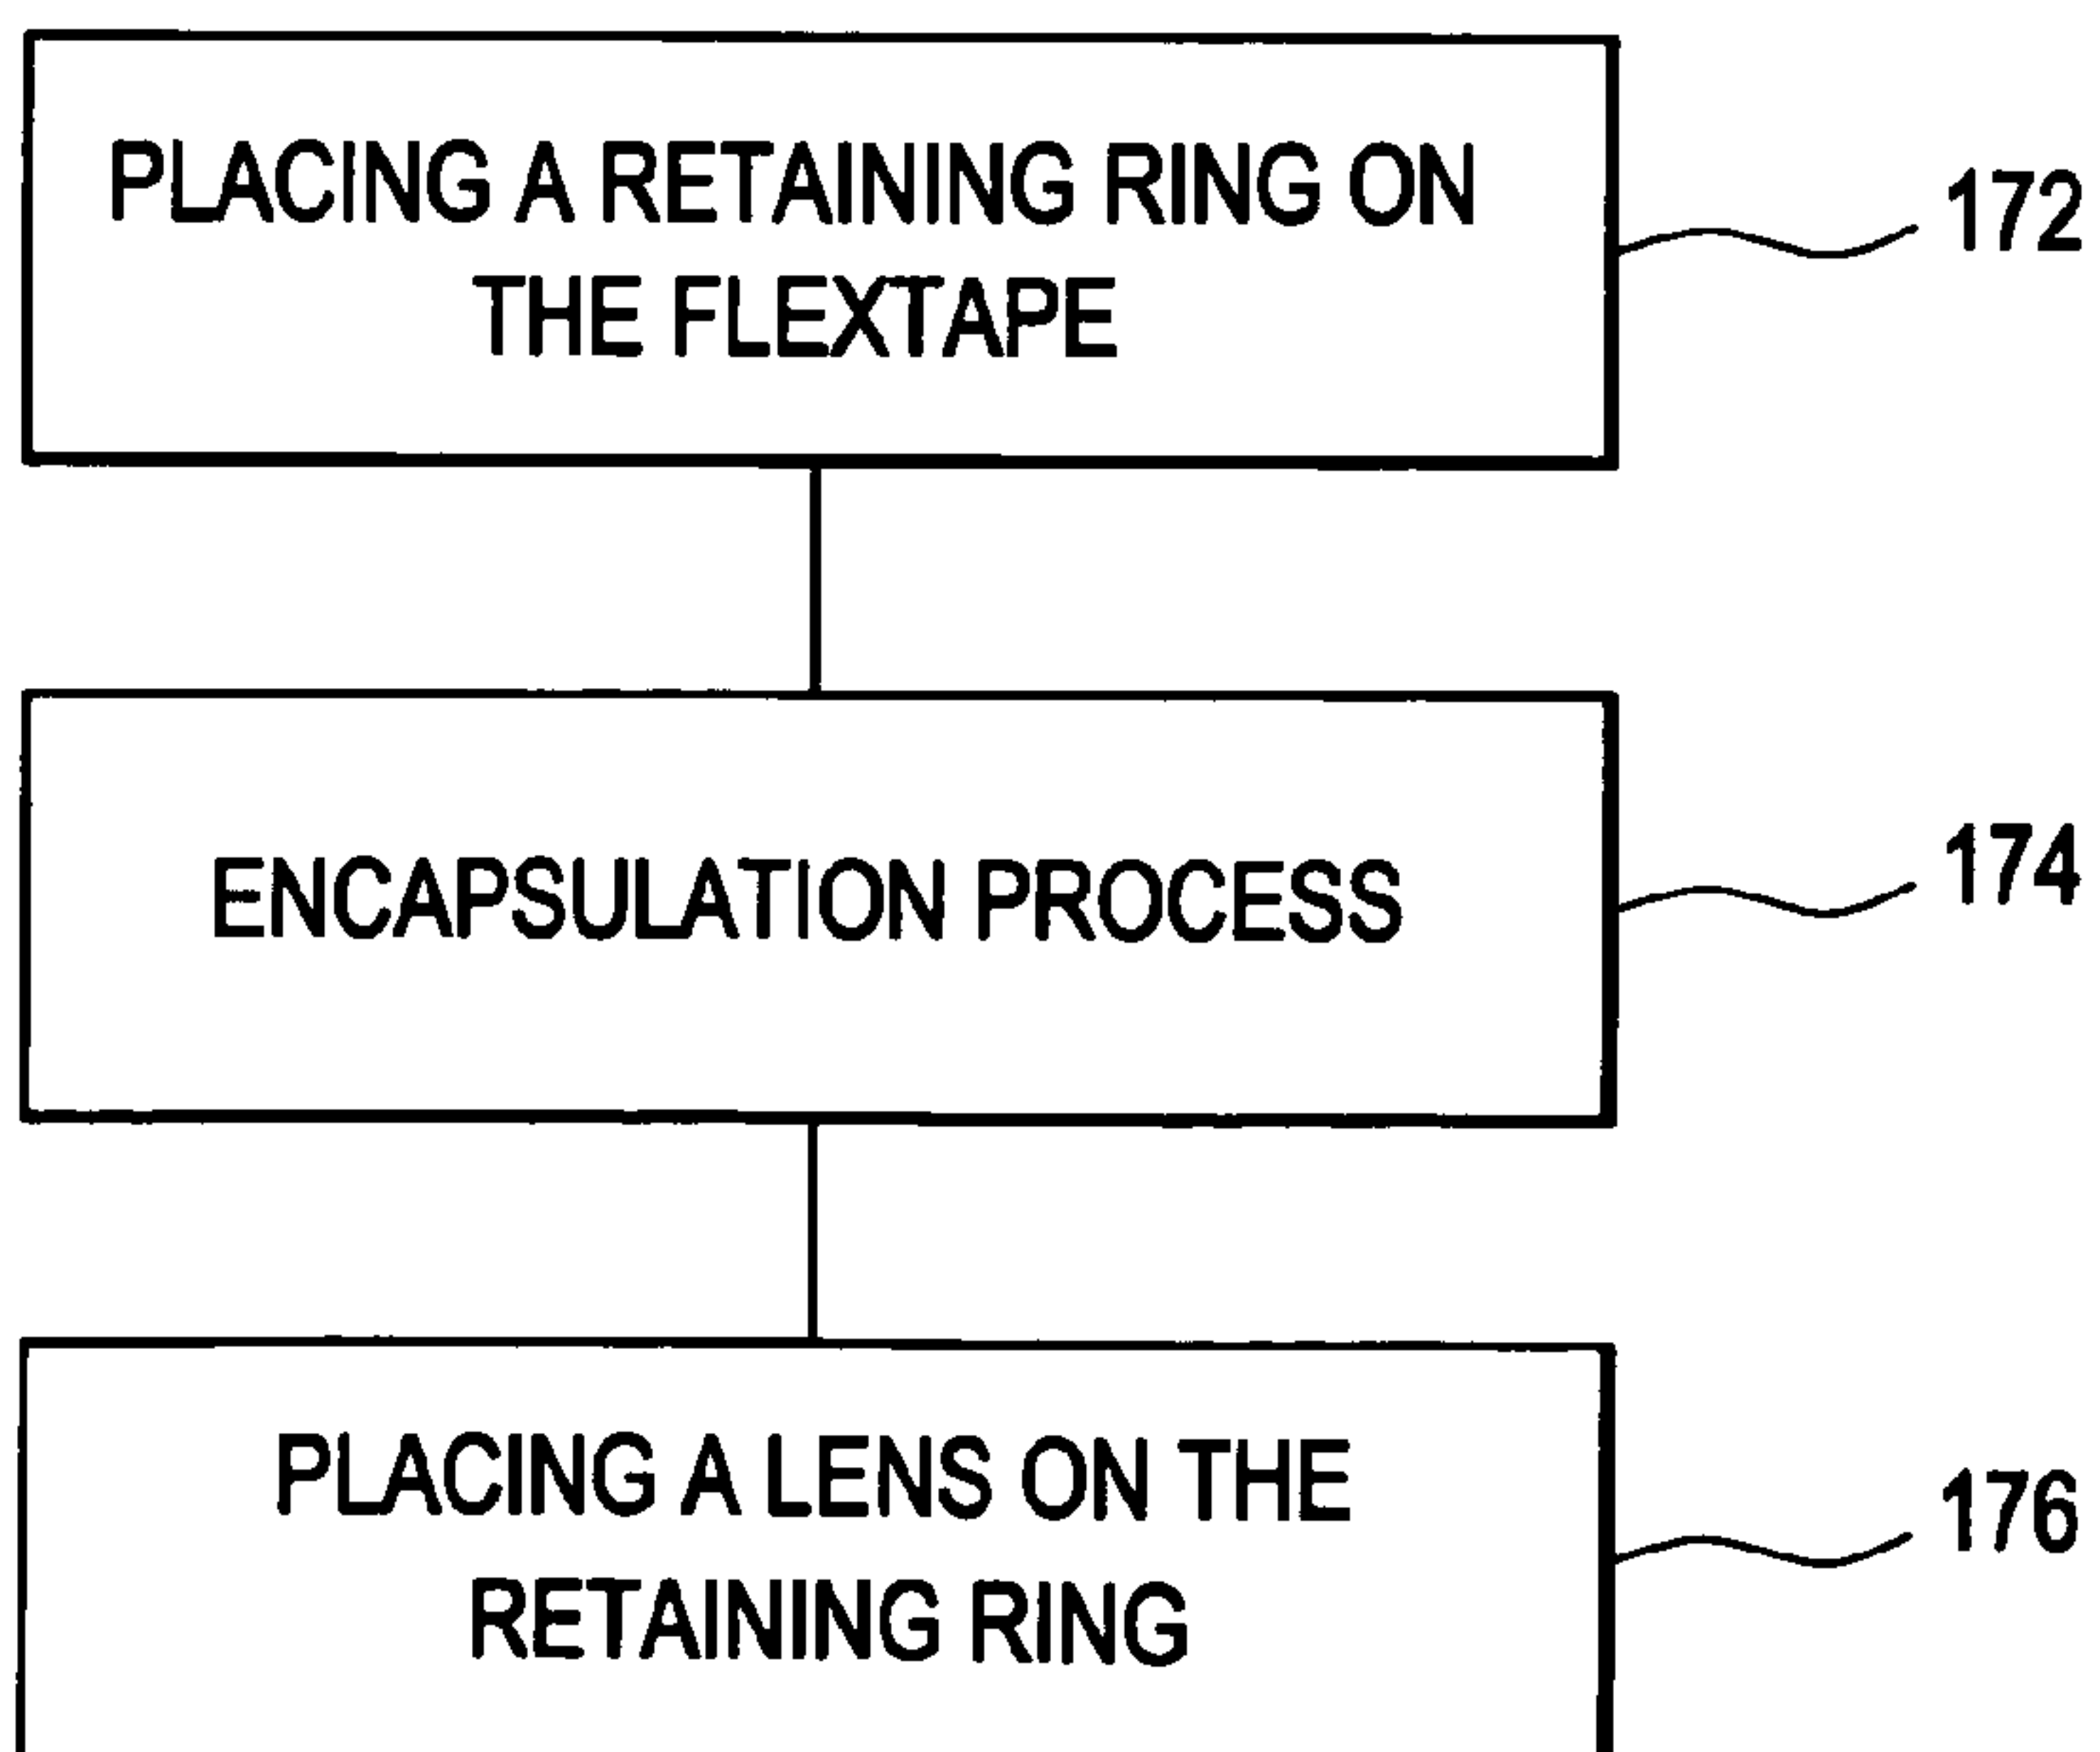 PLACING A RETAINING RING ON
THE FLEXTAPE
172
ENCAPSULATION PROCESS
174
PLACING A LENS ON THE
RETAINING RING
176